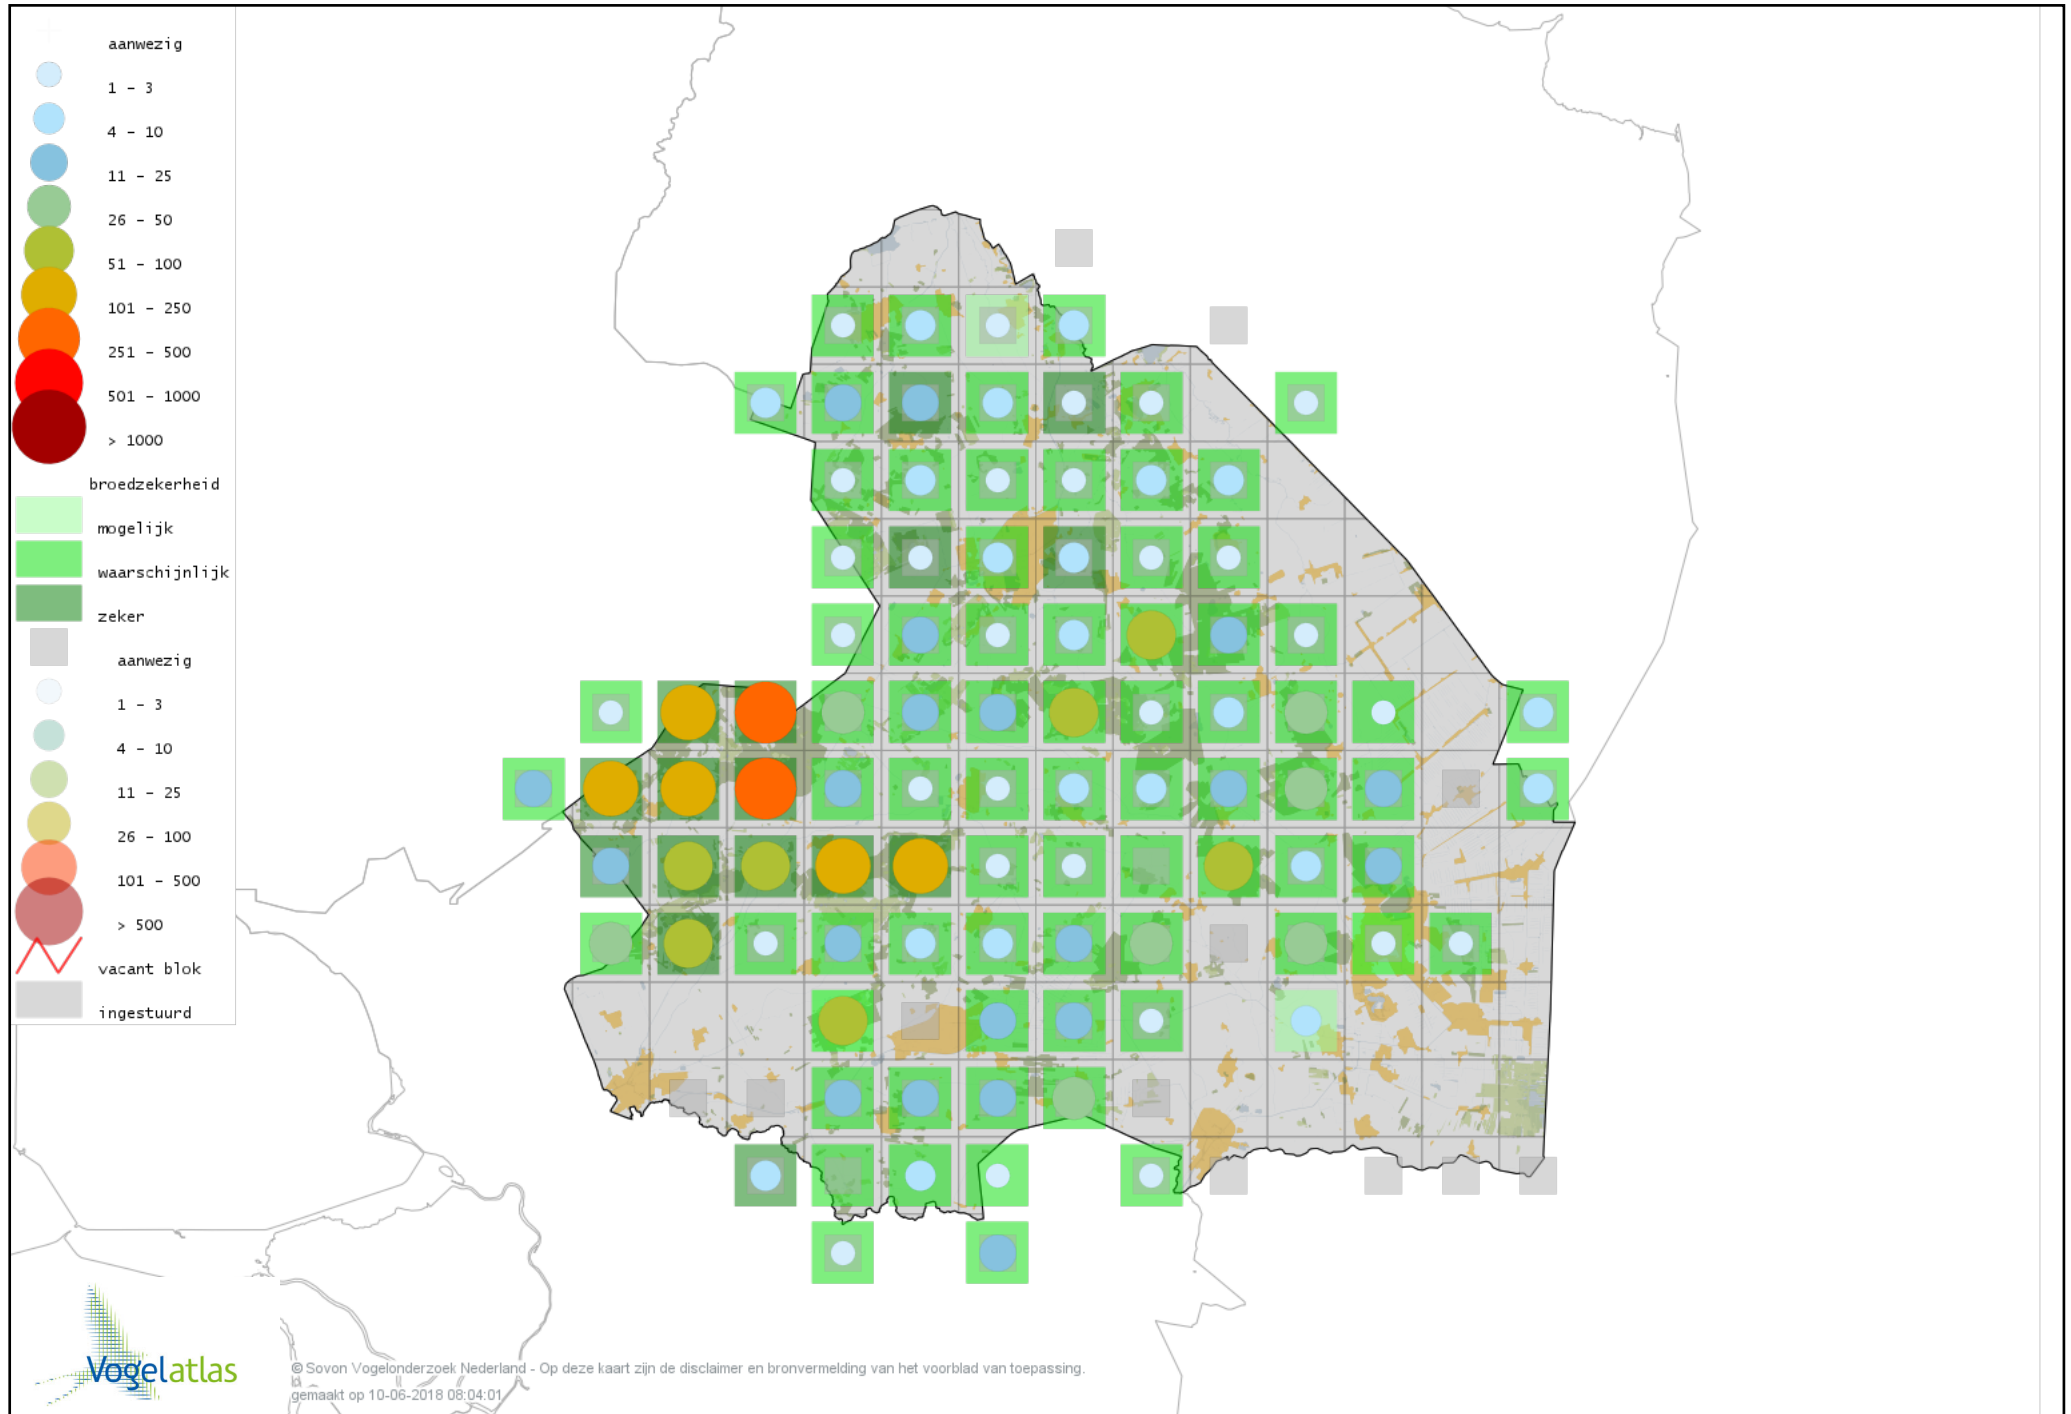 aanwezig
1 - 3
4 - 10
11 - 25
26 - 50
51 - 100
101 - 250
251 - 500
501 - 1000
> 1000
broedzekerheid
mogelijk
waarschijnlijk
zeker
aanwezig
1 - 3
4 - 10
11 - 25
26 - 100
101 - 500
> 500
vacant blok
ingestuurd
Vogelatlas
© Sovon Vogelonderzoek Nederland - Op deze kaart zijn de disclaimer en bronvermelding van het voorblad van toepassing.
gemaakt op 10-06-2018 08:04:01